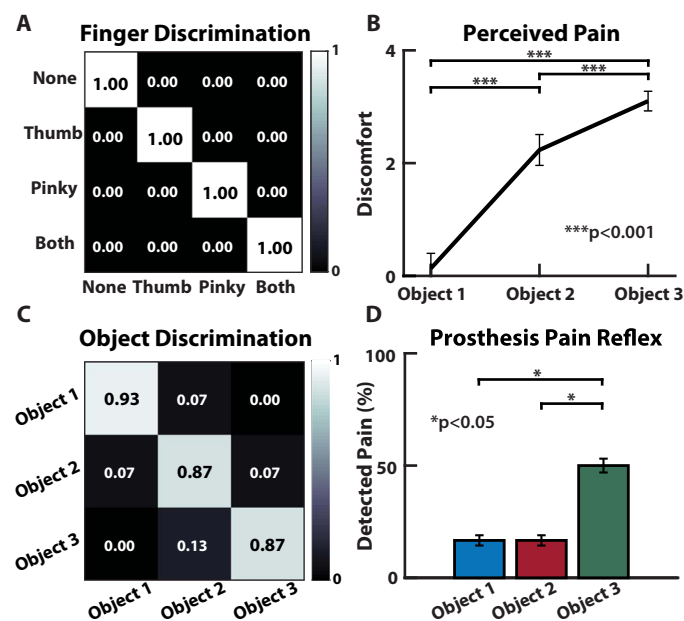 A
Finger Discrimination
None
1.00 0.00 0.00 0.00
Thumb
0.00 1.00 0.00 0.00
Pinky
0.00 0.00 1.00 0.00
Both
0.00 0.00 0.00 1.00
None Thumb Pinky Both
1
0
B
Perceived Pain
4
2
0
Discomfort
***
***
***
***p<0.001
Object 1 Object 2 Object 3
C
Object Discrimination
Object 1
0.93 0.07 0.00
Object 2
0.07 0.87 0.07
Object 3
0.00 0.13 0.87
Object 1 Object 2 Object 3
1
0
D
Prosthesis Pain Reflex
100
50
0
Detected Pain (%)
*
*
*p<0.05
Object 1 Object 2 Object 3